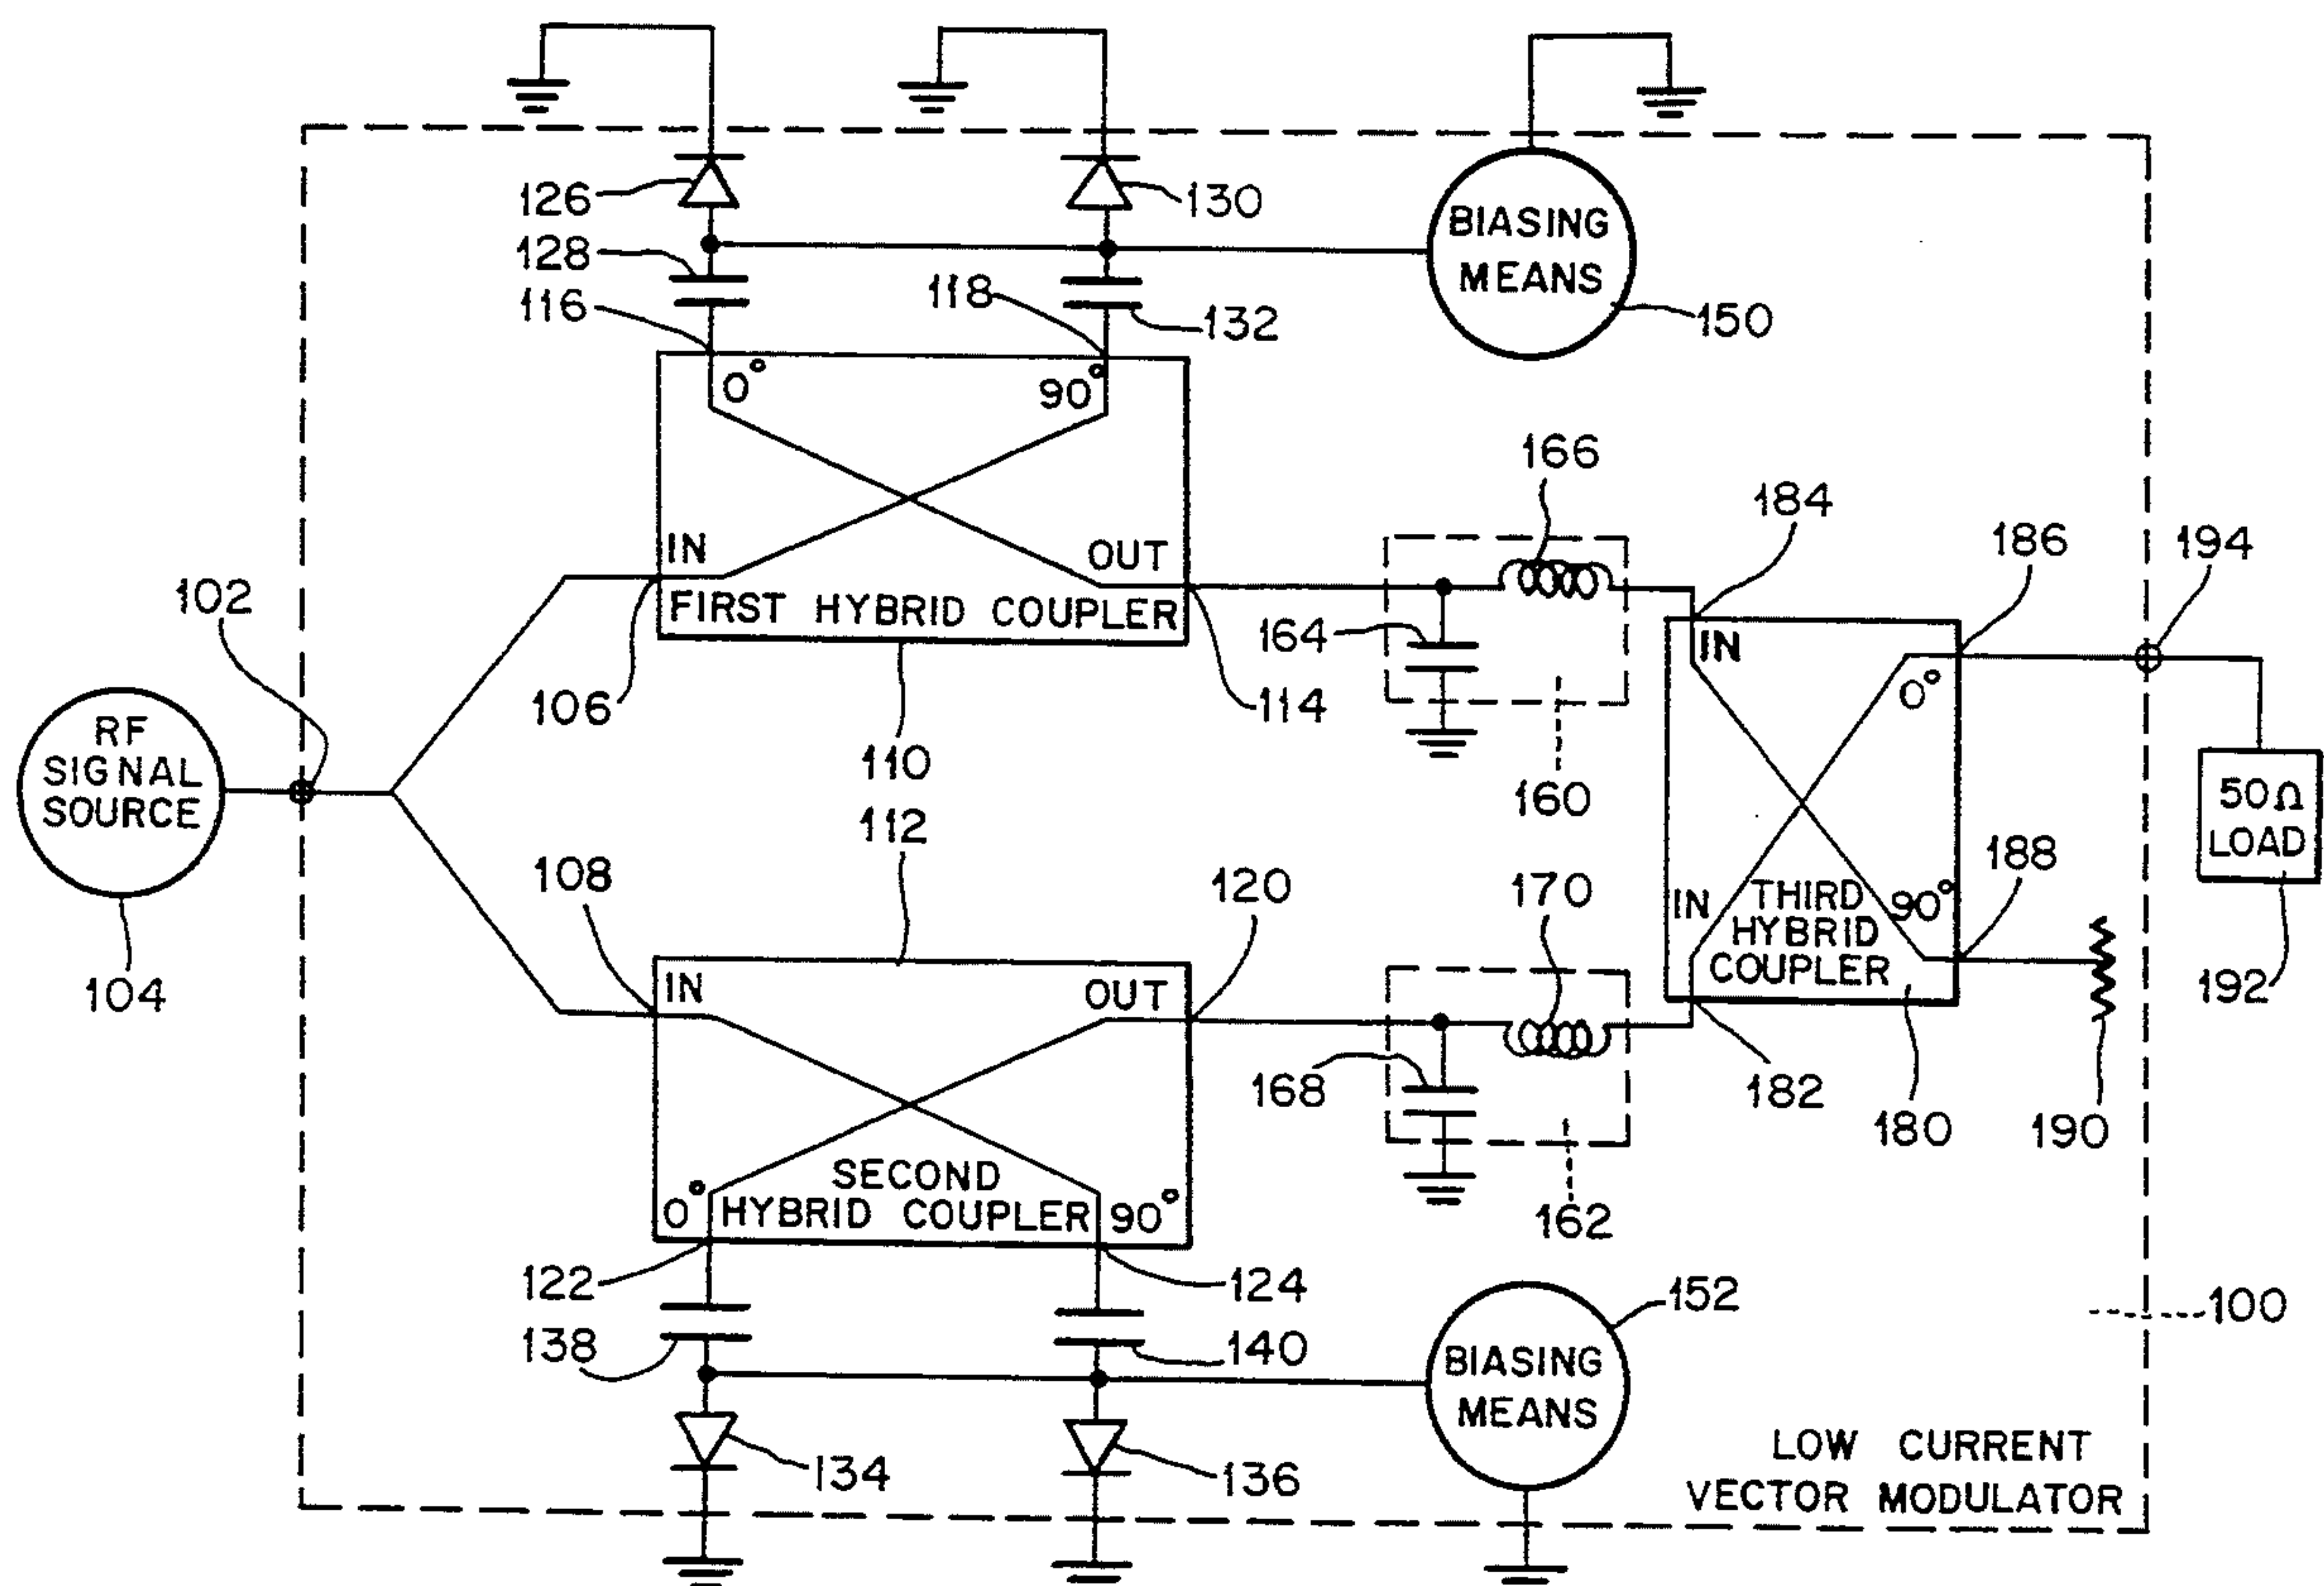 126
130
128
118
116
132
BIASING
MEANS
150
0°
90°
166
184
186
194
IN
OUT
FIRST HYBRID COUPLER
102
164
IN
0°
106
114
RF
SIGNAL
SOURCE
110
160
50Ω
LOAD
112
108
120
170
188
IN
THIRD
HYBRID
COUPLER
90°
104
IN
OUT
192
168
182
180
190
SECOND
HYBRID COUPLER
0°
90°
162
122
124
152
100
138
140
BIASING
MEANS
134
136
LOW CURRENT
VECTOR MODULATOR